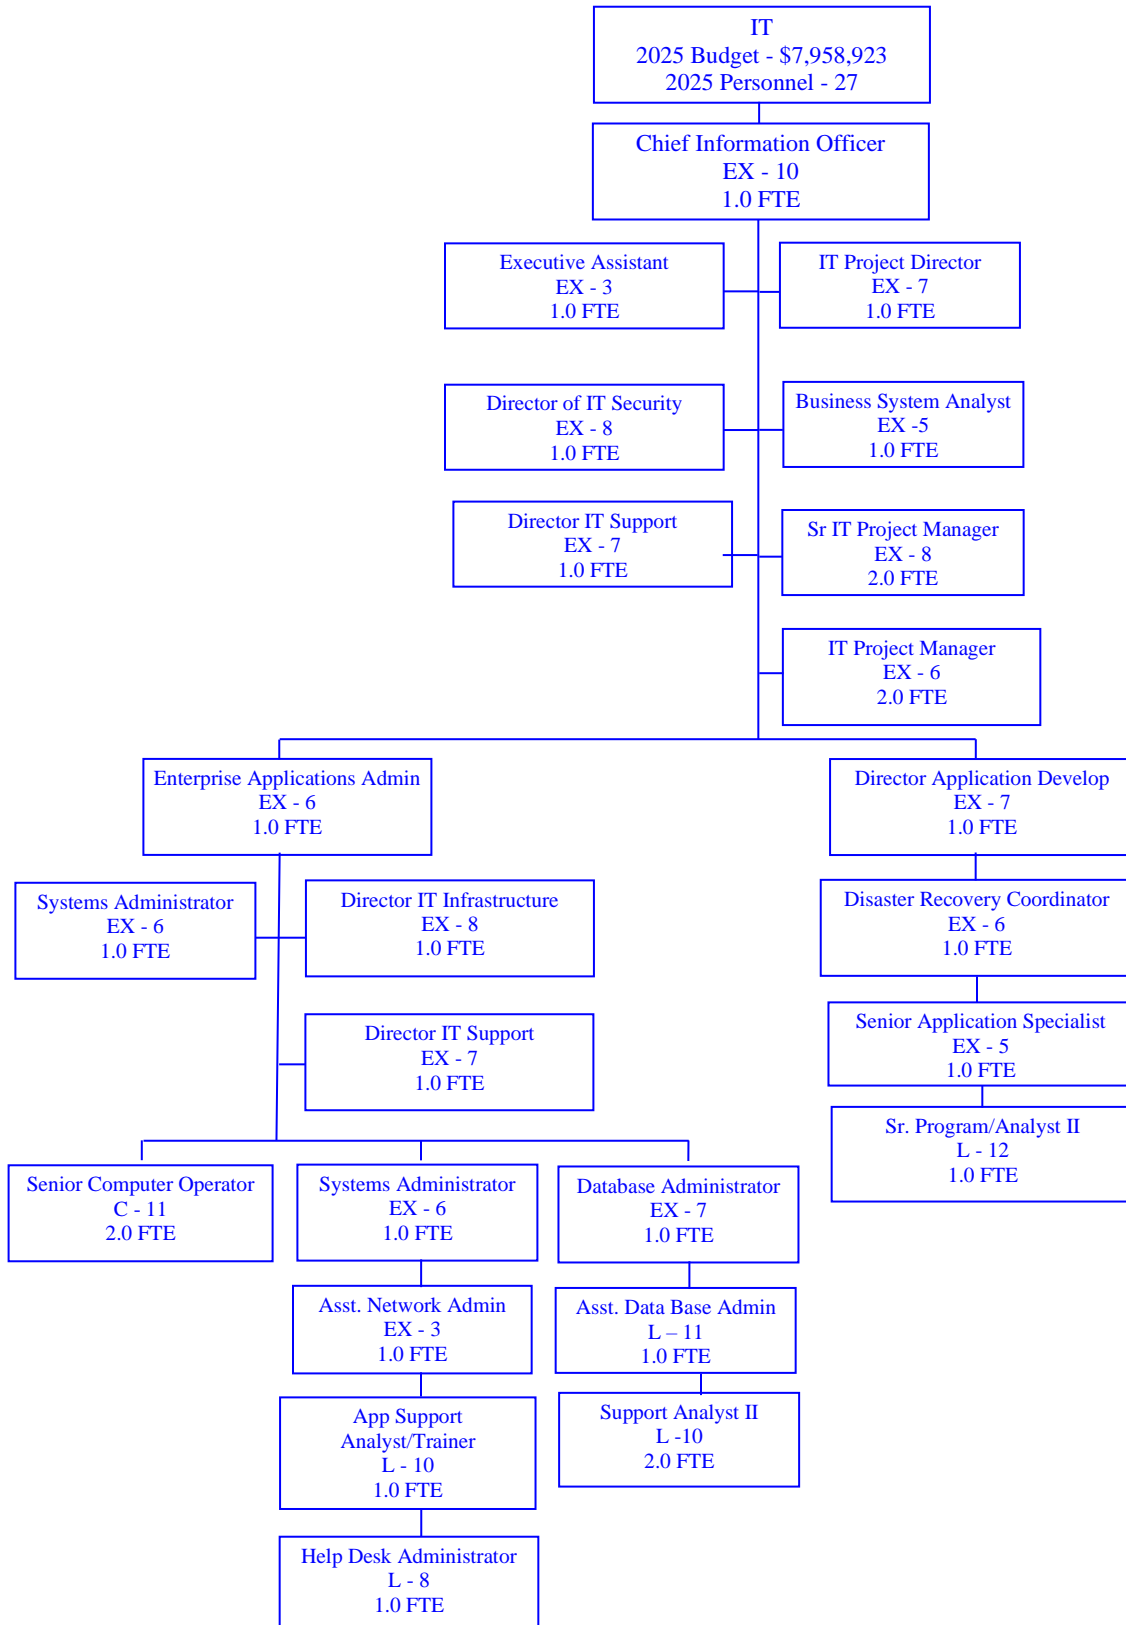 IT
2025 Budget - $7,958,923
2025 Personnel - 27
Chief Information Officer
EX - 10
1.0 FTE
Executive Assistant
EX - 3
1.0 FTE
IT Project Director
EX - 7
1.0 FTE
Director of IT Security
EX - 8
1.0 FTE
Business System Analyst
EX -5
1.0 FTE
Director IT Support
EX - 7
1.0 FTE
Sr IT Project Manager
EX - 8
2.0 FTE
IT Project Manager
EX - 6
2.0 FTE
Enterprise Applications Admin
EX - 6
1.0 FTE
Director Application Develop
EX - 7
1.0 FTE
Systems Administrator
EX - 6
1.0 FTE
Director IT Infrastructure
EX - 8
1.0 FTE
Disaster Recovery Coordinator
EX - 6
1.0 FTE
Director IT Support
EX - 7
1.0 FTE
Senior Application Specialist
EX - 5
1.0 FTE
Sr. Program/Analyst II
L - 12
1.0 FTE
Senior Computer Operator
C - 11
2.0 FTE
Systems Administrator
EX - 6
1.0 FTE
Database Administrator
EX - 7
1.0 FTE
Asst. Network Admin
EX - 3
1.0 FTE
Asst. Data Base Admin
L – 11
1.0 FTE
App Support
Analyst/Trainer
L - 10
1.0 FTE
Support Analyst II
L -10
2.0 FTE
Help Desk Administrator
L - 8
1.0 FTE